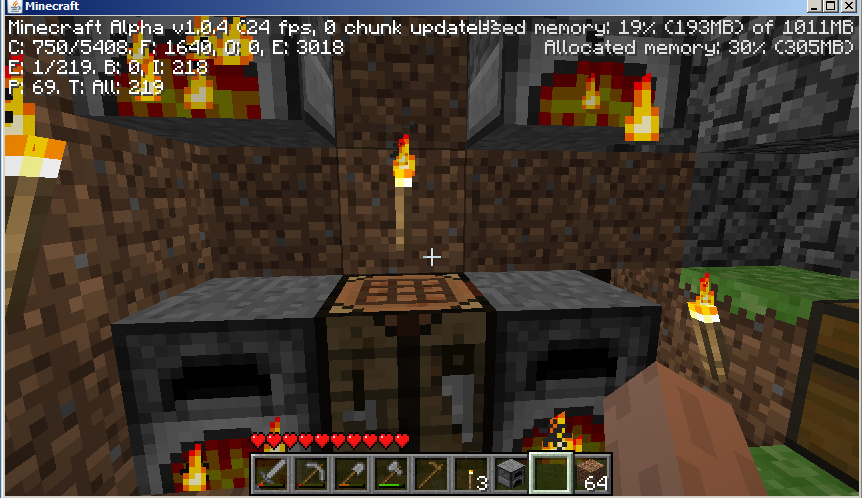 Minecraft
Minecraft Alpha v1.0.4 (24 fps, 0 chunk updates)
Used memory: 19% (193MB) of 1011MB
C: 750/5408. F: 1640, O: 0, E: 3018
Allocated memory: 30% (305MB)
E: 1/219. B: 0, I: 218
P: 69. T: All: 219
3
64